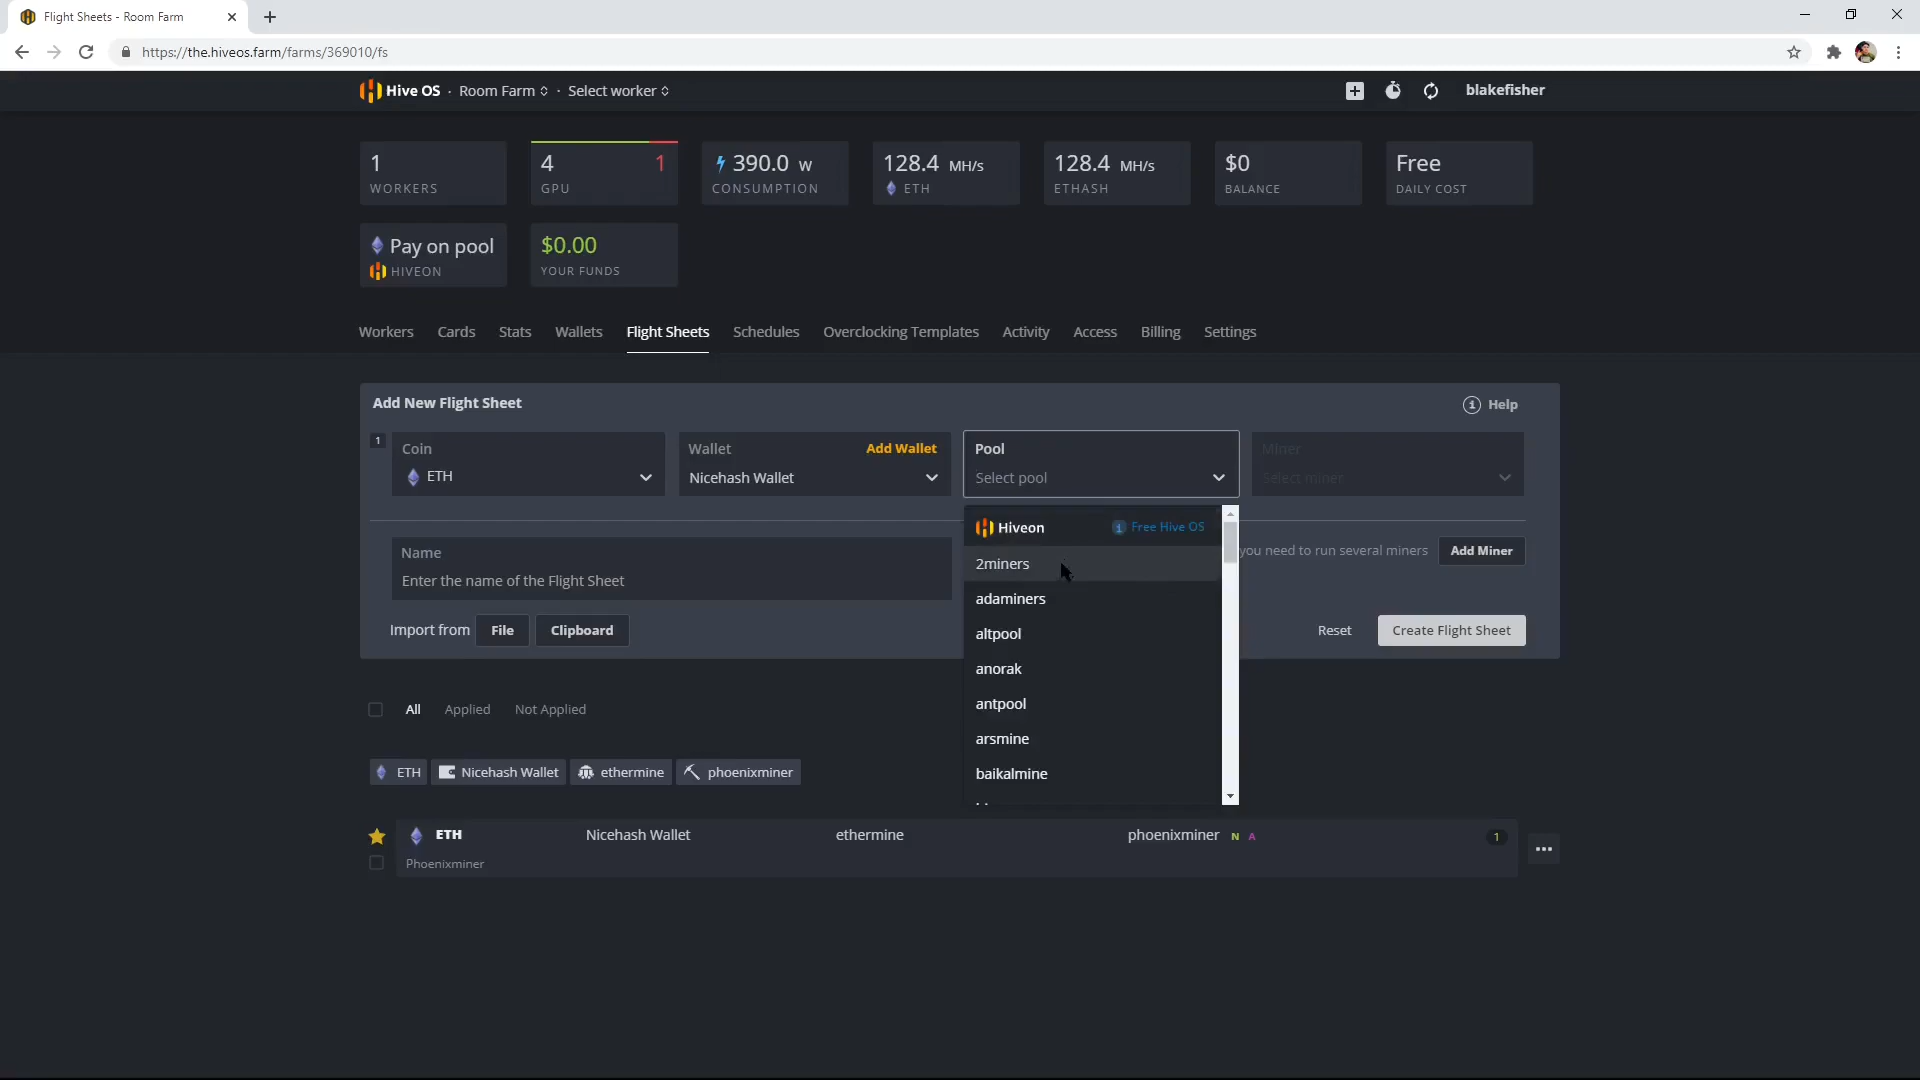 Flight Sheets - Room Farm
https://the.hiveos.farm/farms/369010/fs
Hive OS · Room Farm · Select worker
blakefisher
1
WORKERS
4 1
GPU
390.0 W
CONSUMPTION
128.4 MH/s
ETH
128.4 MH/s
ETHASH
$0
BALANCE
Free
DAILY COST
Pay on pool
HIVEON
$0.00
YOUR FUNDS
Workers Cards Stats Wallets Flight Sheets Schedules Overclocking Templates Activity Access Billing Settings
Add New Flight Sheet
Help
1
Coin
ETH
Wallet Add Wallet
Nicehash Wallet
Pool
Select pool
Miner
Select miner
Hiveon Free Hive OS
2miners
adaminers
altpool
anorak
antpool
arsmine
baikalmine
Name
Enter the name of the Flight Sheet
you need to run several miners Add Miner
Import from File Clipboard
Reset Create Flight Sheet
All Applied Not Applied
ETH Nicehash Wallet ethermine phoenixminer
ETH Nicehash Wallet ethermine phoenixminer N A 1
Phoenixminer